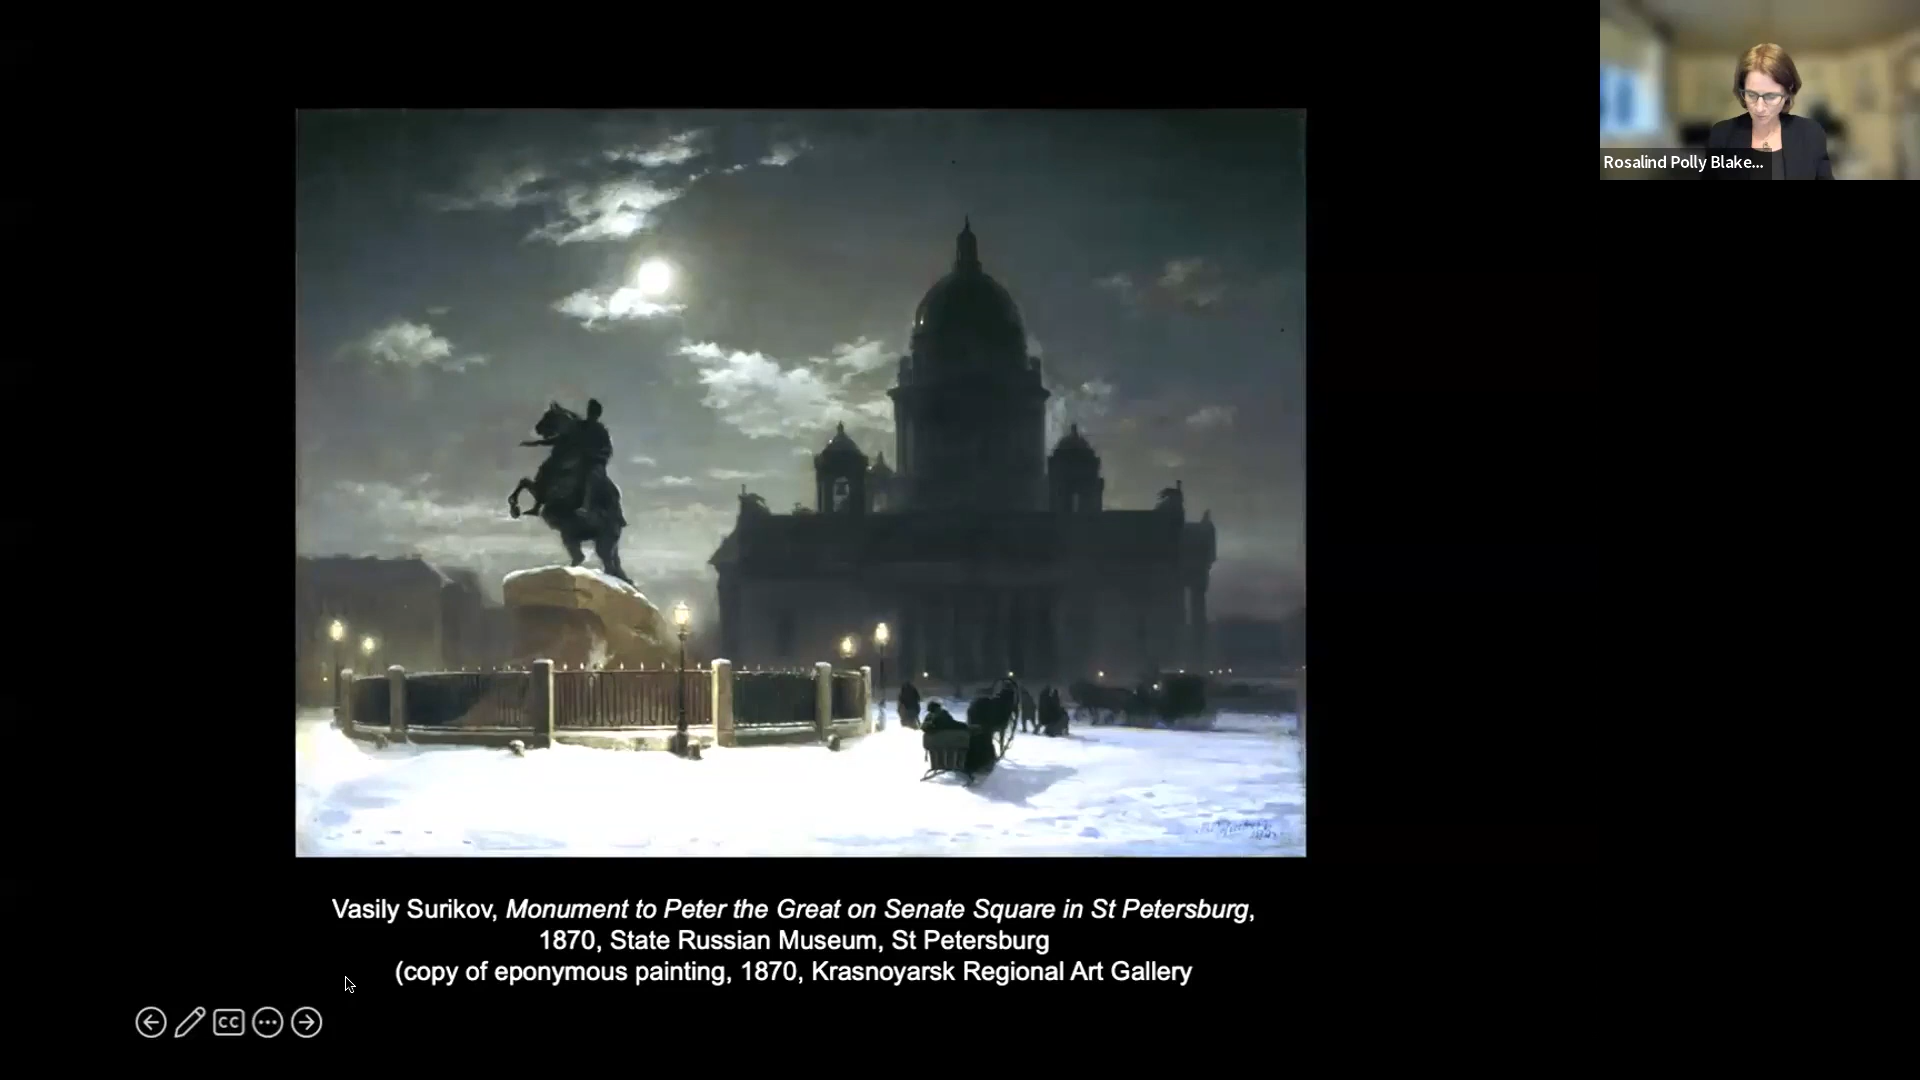 Rosalind Polly Blake...
Vasily Surikov, Monument to Peter the Great on Senate Square in St Petersburg,
1870, State Russian Museum, St Petersburg
(copy of eponymous painting, 1870, Krasnoyarsk Regional Art Gallery
CC